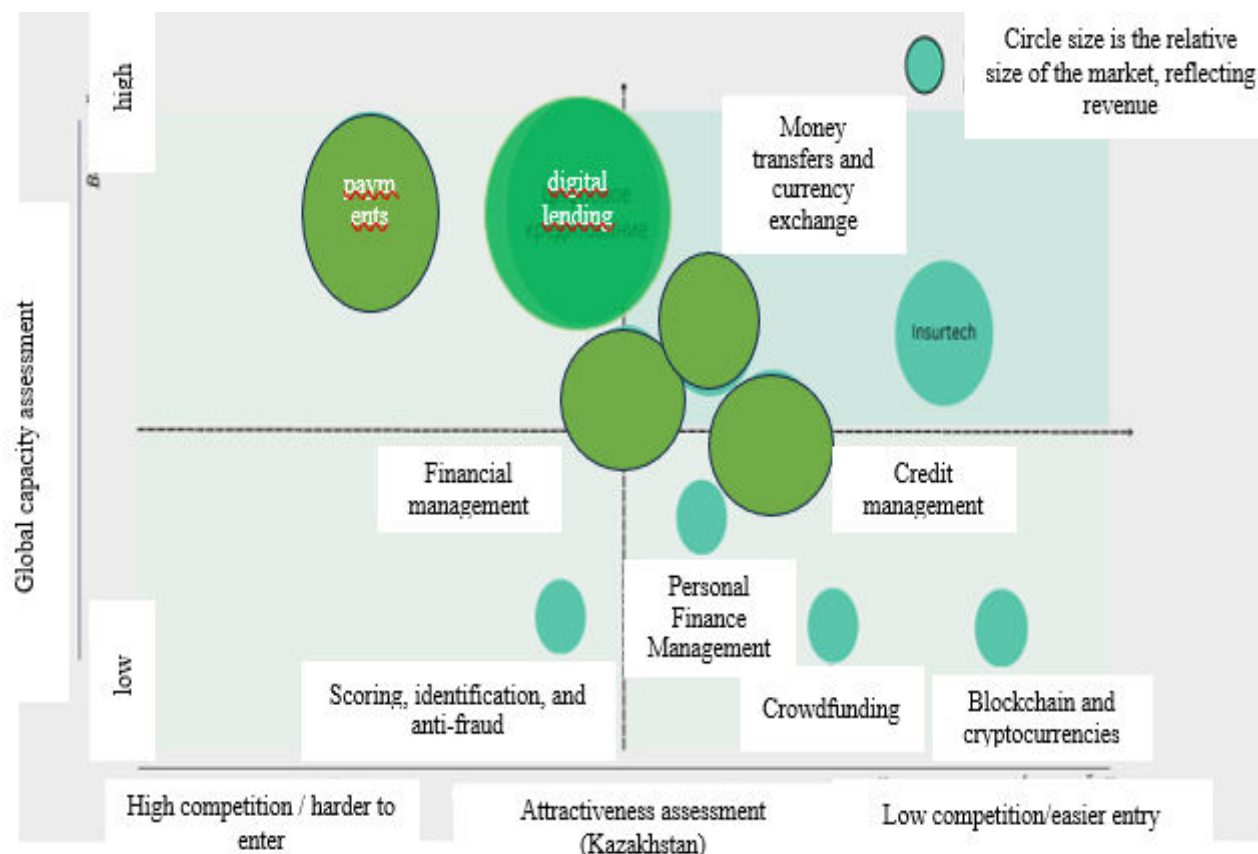 Circle size is the relative
size of the market, reflecting
revenue
high
Money
transfers and
currency
exchange
paym
ents
digital
lending
Insurtech
Global capacity assessment
Financial
management
Credit
management
Personal
Finance
Management
low
Scoring, identification, and
anti-fraud
Crowdfunding
Blockchain and
cryptocurrencies
High competition / harder to
enter
Attractiveness assessment
(Kazakhstan)
Low competition/easier entry